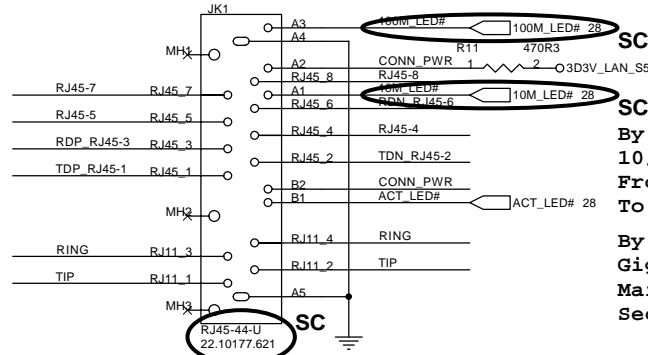 JK1
A3 100M_LED# 100M_LED# 28 SC
A4
MH1 R11 470R3
A2 CONN_PWR 1 2 3D3V_LAN_S5
RJ45_8 RJ45-8
RJ45-7 RJ45_7 A1 10M_LED# 10M_LED# 28
RJ45_6 RDN_RJ45-6 SC
RJ45-5 RJ45_5
RJ45_4 RJ45-4 By
RDP_RJ45-3 RJ45_3 10/
RJ45_2 TDN_RJ45-2
TDP_RJ45-1 RJ45_1 Fro
B2 CONN_PWR
B1 ACT_LED# ACT_LED# 28 To
MH2
RJ11_4 RING By
RING RJ11_3 Gig
RJ11_2 TIP
TIP RJ11_1 Mai
A5
MH3 Sec
RJ45-44-U SC
22.10177.621